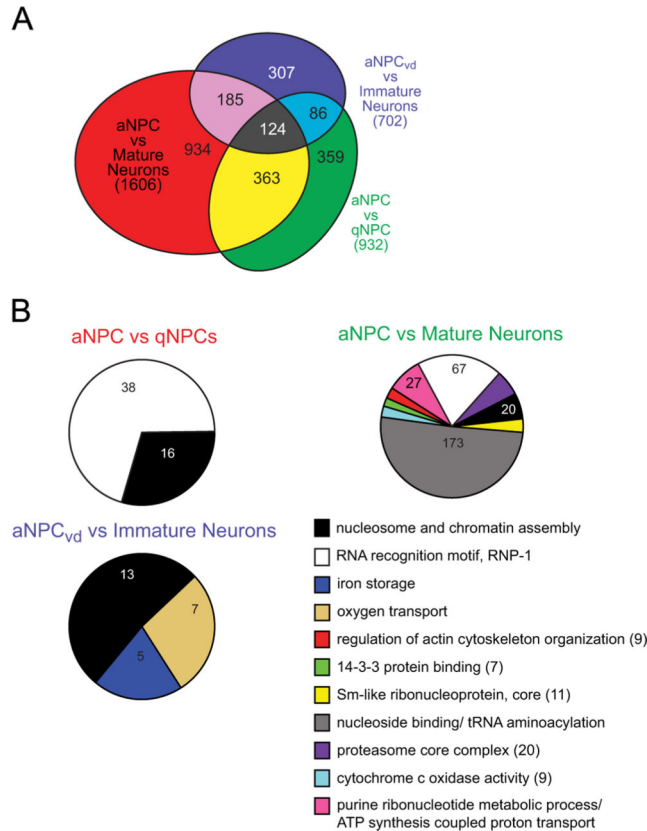 A
307
aNPCvd
vs
Immature
Neurons
(702)
185
86
124
aNPC
vs
Mature
Neurons
(1606)
934
359
363
aNPC
vs
qNPC
(932)
B
aNPC vs qNPCs
38
16
aNPC vs Mature Neurons
67
27
20
173
aNPCvd vs Immature Neurons
13
7
5
nucleosome and chromatin assembly
RNA recognition motif, RNP-1
iron storage
oxygen transport
regulation of actin cytoskeleton organization (9)
14-3-3 protein binding (7)
Sm-like ribonucleoprotein, core (11)
nucleoside binding/ tRNA aminoacylation
proteasome core complex (20)
cytochrome c oxidase activity (9)
purine ribonucleotide metabolic process/
ATP synthesis coupled proton transport